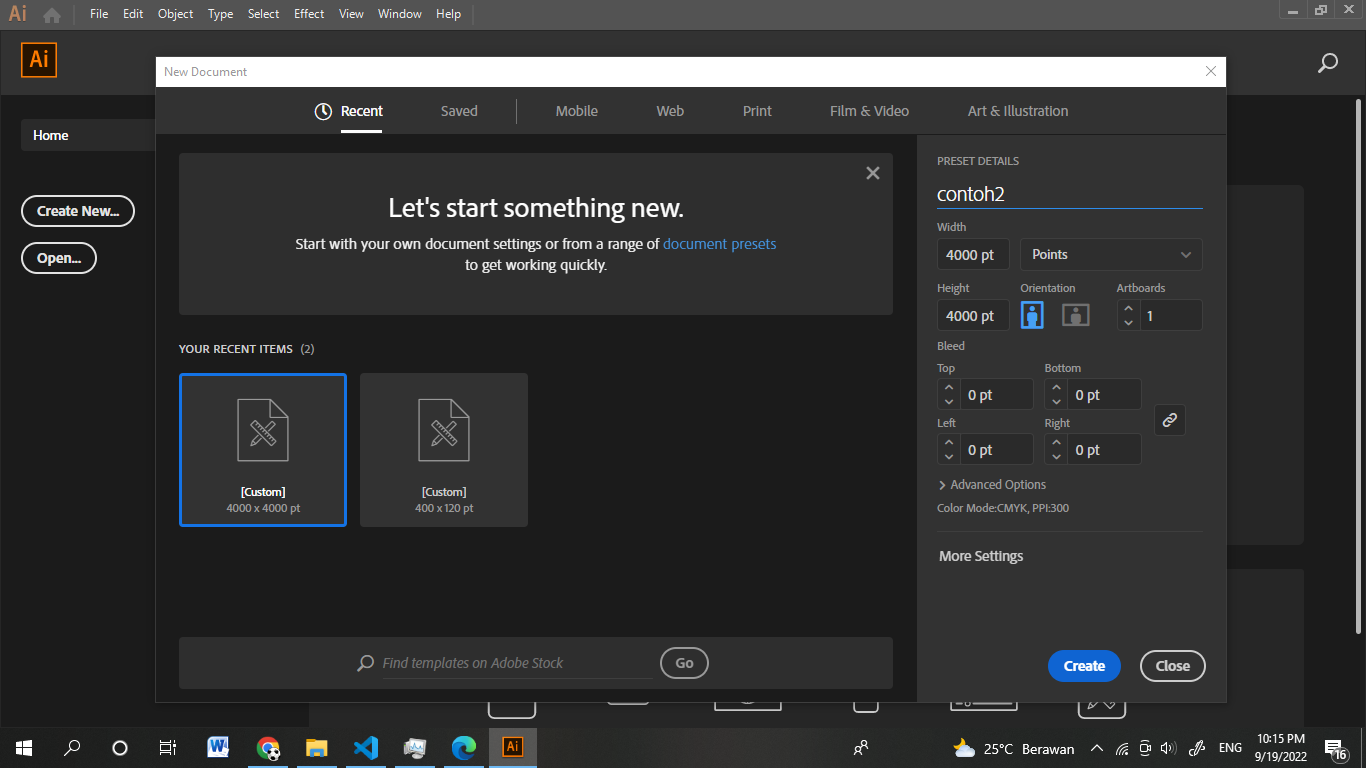 Ai File Edit Object Type Select Effect View Window Help
Ai
New Document
Recent Saved Mobile Web Print Film & Video Art & Illustration
Home
Create New...
Open...
Let's start something new.
Start with your own document settings or from a range of document presets
to get working quickly.
YOUR RECENT ITEMS (2)
[Custom]
4000 x 4000 pt
[Custom]
400 x 120 pt
Find templates on Adobe Stock Go
PRESET DETAILS
contoh2
Width
4000 pt Points
Height Orientation Artboards
4000 pt 1
Bleed
Top Bottom
0 pt 0 pt
Left Right
0 pt 0 pt
Advanced Options
Color Mode:CMYK, PPI:300
More Settings
Create Close
W Ai 25°C Berawan ENG
10:15 PM
9/19/2022
16